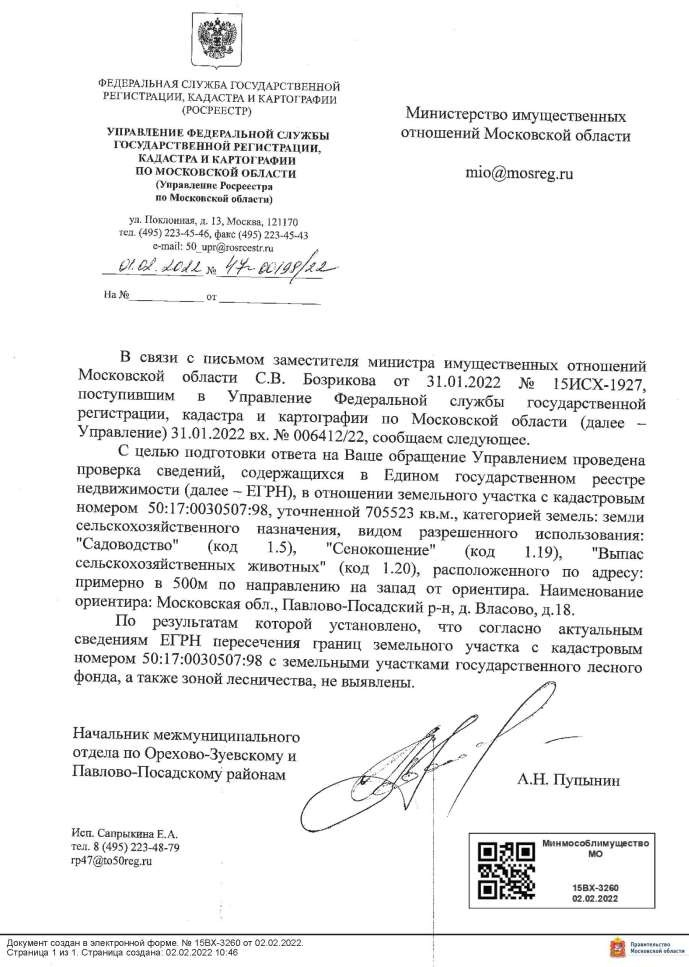 ФЕДЕРАЛЬНАЯ СЛУЖБА ГОСУДАРСТВЕННОЙ
РЕГИСТРАЦИИ, КАДАСТРА И КАРТОГРАФИИ
(РОСРЕЕСТР)
УПРАВЛЕНИЕ ФЕДЕРАЛЬНОЙ СЛУЖБЫ
ГОСУДАРСТВЕННОЙ РЕГИСТРАЦИИ,
КАДАСТРА И КАРТОГРАФИИ
ПО МОСКОВСКОЙ ОБЛАСТИ
(Управление Росреестра
по Московской области)
ул. Поклонная, д. 13, Москва, 121170
тел. (495) 223-45-46, факс (495) 223-45-43
e-mail: 50_upr@rosreestr.ru
01.02.2022 № 47-00198/22
На № от
Министерство имущественных
отношений Московской области
mio@mosreg.ru
В связи с письмом заместителя министра имущественных отношений
Московской области С.В. Бозрикова от 31.01.2022 № 15ИСХ-1927,
поступившим в Управление Федеральной службы государственной
регистрации, кадастра и картографии по Московской области (далее –
Управление) 31.01.2022 вх. № 006412/22, сообщаем следующее.
С целью подготовки ответа на Ваше обращение Управлением проведена
проверка сведений, содержащихся в Едином государственном реестре
недвижимости (далее – ЕГРН), в отношении земельного участка с кадастровым
номером 50:17:0030507:98, уточненной 705523 кв.м., категорией земель: земли
сельскохозяйственного назначения, видом разрешенного использования:
"Садоводство" (код 1.5), "Сенокошение" (код 1.19), "Выпас
сельскохозяйственных животных" (код 1.20), расположенного по адресу:
примерно в 500м по направлению на запад от ориентира. Наименование
ориентира: Московская обл., Павлово-Посадский р-н, д. Власово, д.18.
По результатам которой установлено, что согласно актуальным
сведениям ЕГРН пересечения границ земельного участка с кадастровым
номером 50:17:0030507:98 с земельными участками государственного лесного
фонда, а также зоной лесничества, не выявлены.
Начальник межмуниципального
отдела по Орехово-Зуевскому и
Павлово-Посадскому районам
А.Н. Пупынин
Исп. Сапрыкина Е.А.
тел. 8 (495) 223-48-79
rp47@to50reg.ru
Минмособлимущество
МО
15ВХ-3260
02.02.2022
Документ создан в электронной форме. № 15ВХ-3260 от 02.02.2022.
Страница 1 из 1. Страница создана: 02.02.2022 10:46
Правительство
Московской области